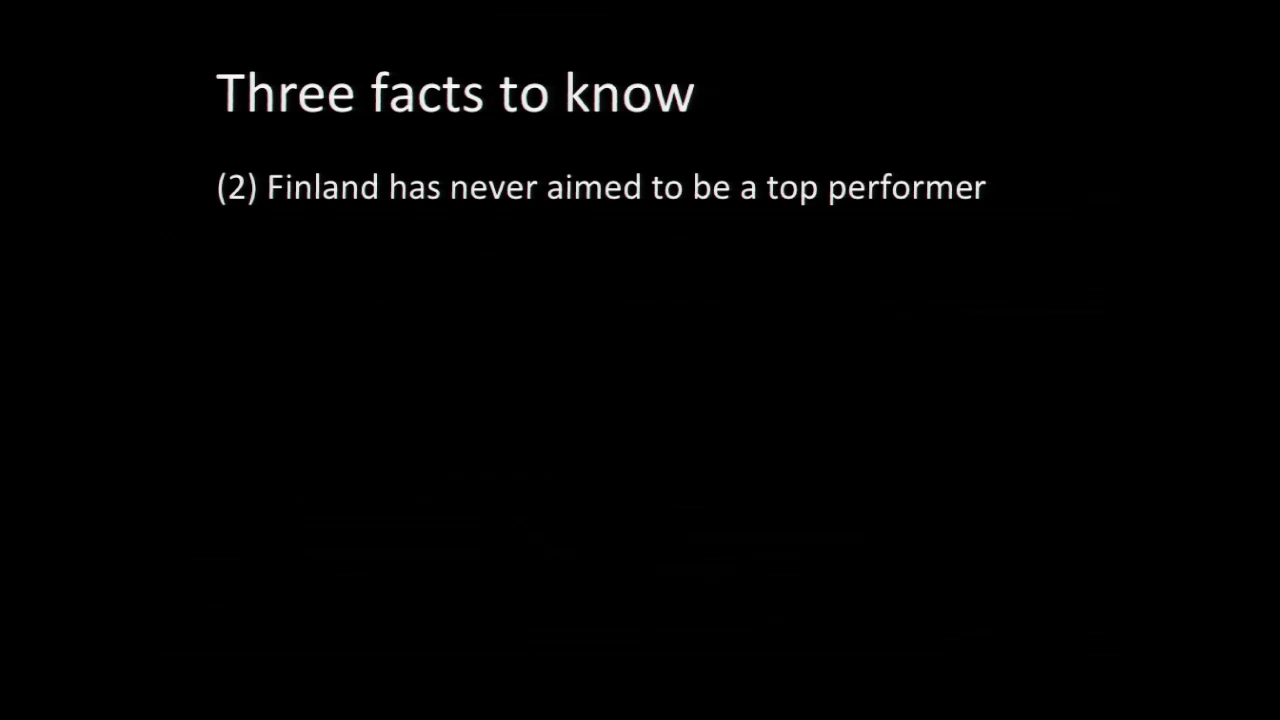 Three facts to know
(2) Finland has never aimed to be a top performer